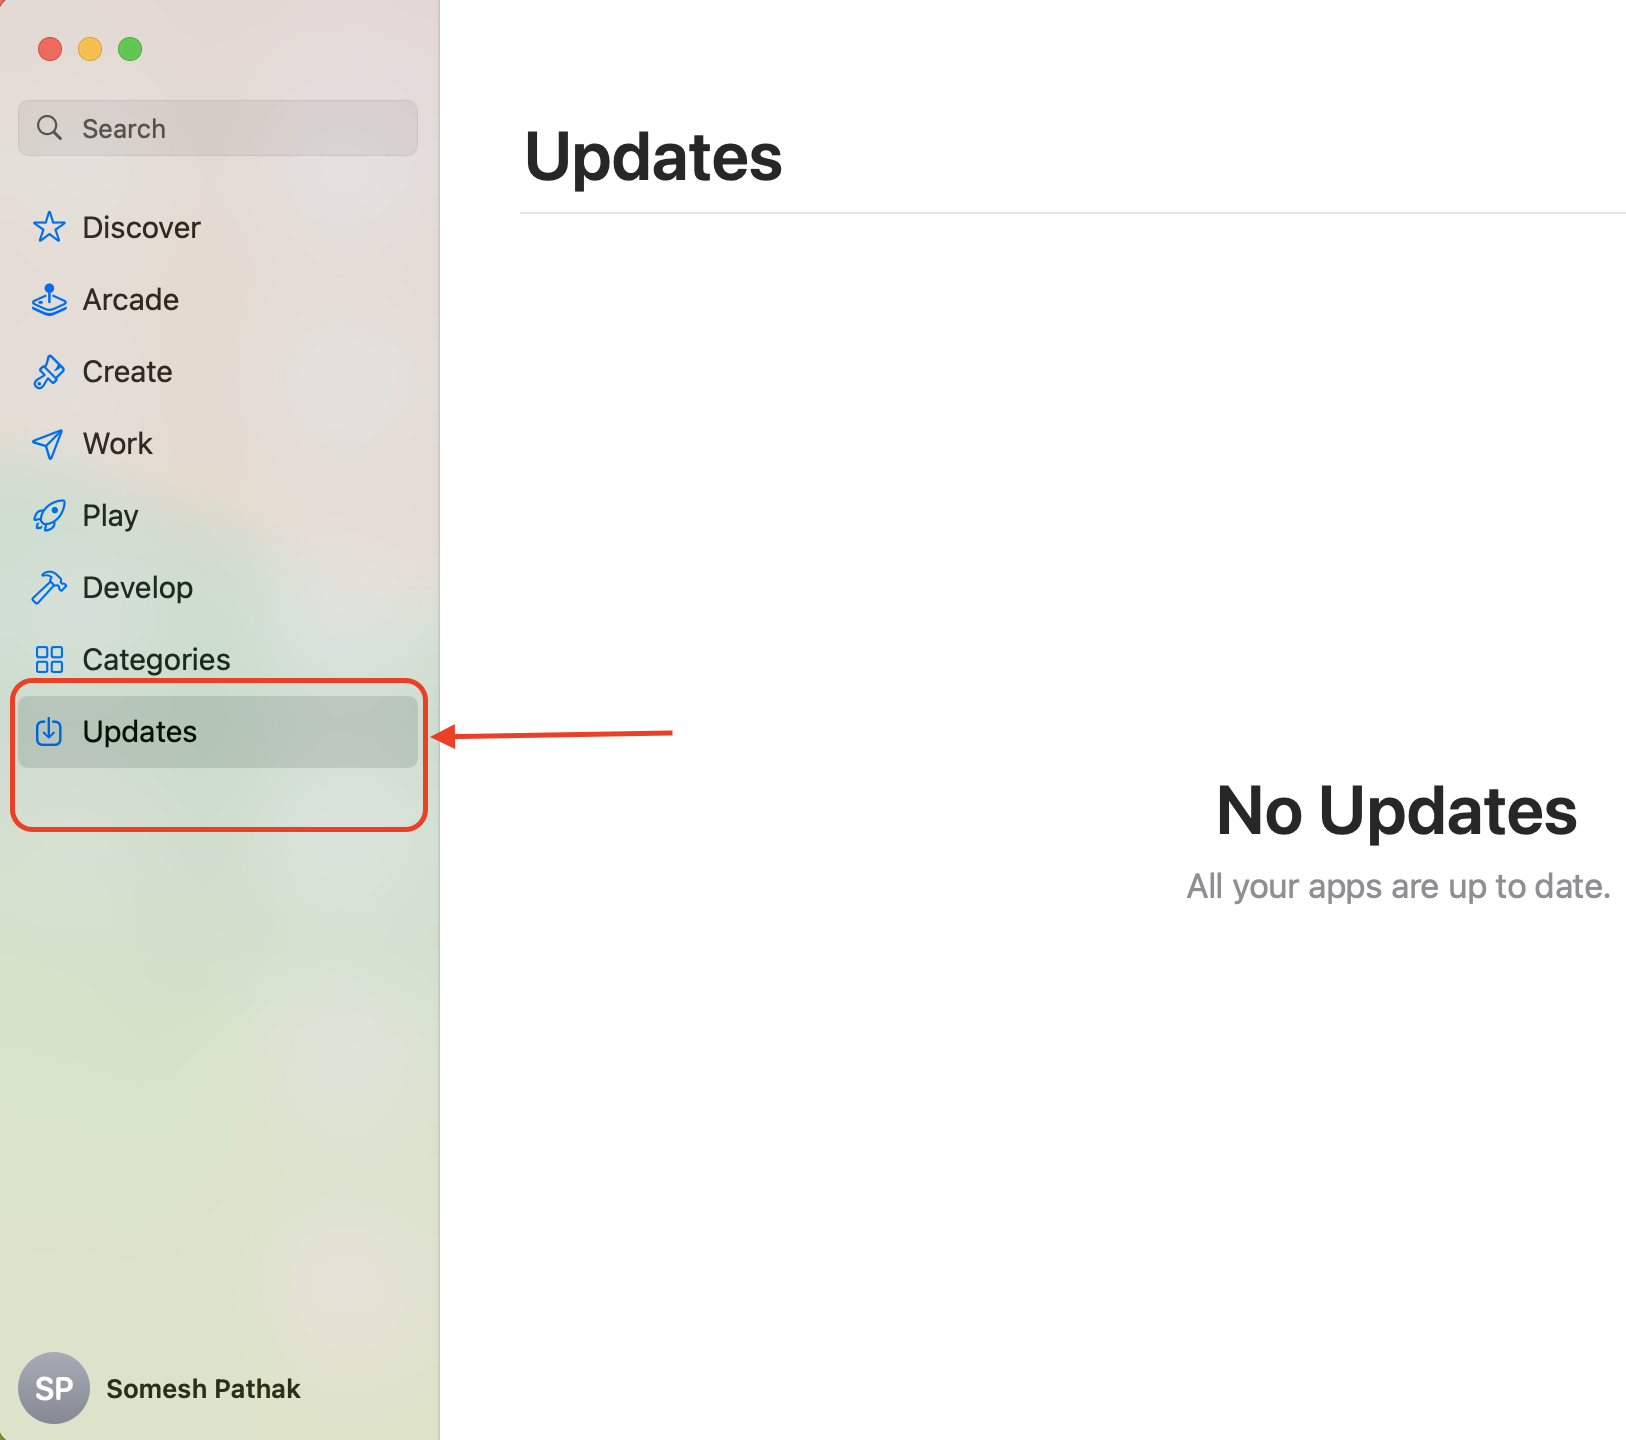 Search
Discover
Arcade
Create
Work
Play
Develop
Categories
Updates
SP
Somesh Pathak
Updates
No Updates
All your apps are up to date.